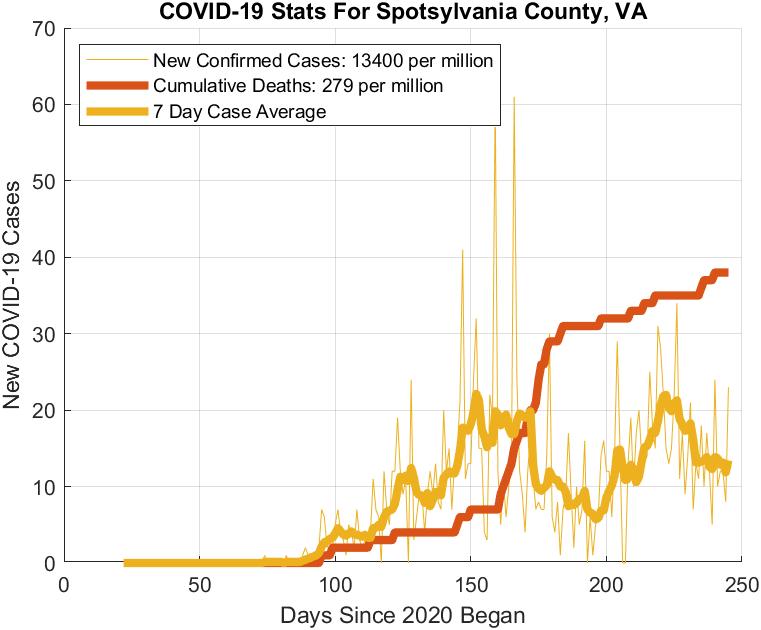 COVID-19 Stats For Spotsylvania County, VA
New Confirmed Cases: 13400 per million
Cumulative Deaths: 279 per million
7 Day Case Average
New COVID-19 Cases
70
60
50
40
30
20
10
0
0 50 100 150 200 250
Days Since 2020 Began